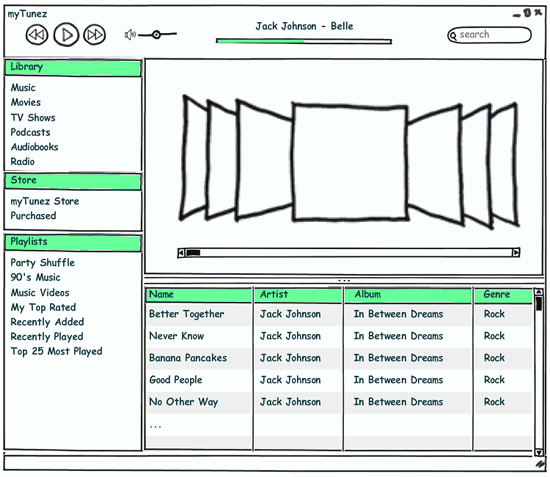 myTunez
Jack Johnson - Belle
search
Library
Music
Movies
TV Shows
Podcasts
Audiobooks
Radio
Store
myTunez Store
Purchased
Playlists
Party Shuffle
90's Music
Music Videos
My Top Rated
Recently Added
Recently Played
Top 25 Most Played
Name Artist Album Genre
Better Together Jack Johnson In Between Dreams Rock
Never Know Jack Johnson In Between Dreams Rock
Banana Pancakes Jack Johnson In Between Dreams Rock
Good People Jack Johnson In Between Dreams Rock
No Other Way Jack Johnson In Between Dreams Rock
...